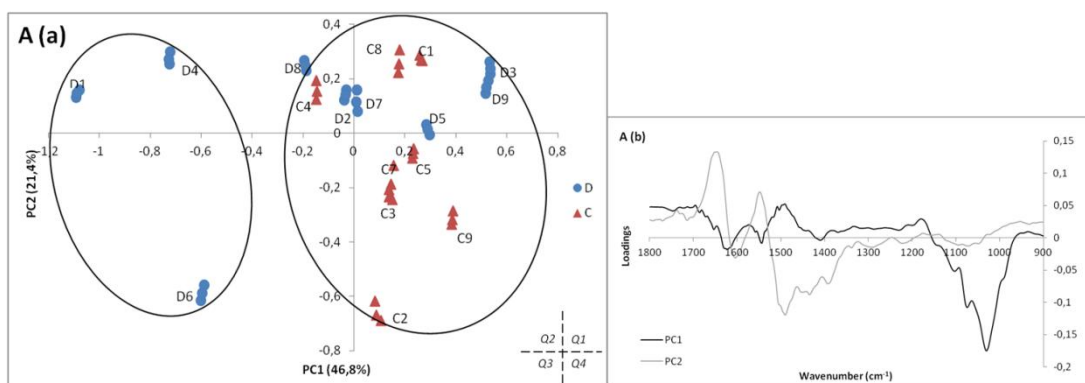 A (a)
0,4
C8
C1
D4
D8
D3
0,2
D1
C4
D9
D7
D2
D5
0
-1,2
-1
-0,8
-0,6
-0,4
-0,2
0
0,2
0,4
0,6
0,8
C7
C5
-0,2
C3
C9
-0,4
D6
-0,6
C2
-0,8
PC2 (21,4%)
PC1 (46,8%)
D
C
Q2
Q1
Q3
Q4
A (b)
0,15
0,1
0,05
0
-0,05
-0,1
-0,15
-0,2
Loadings
1800
1700
1600
1500
1400
1300
1200
1100
1000
900
PC1
PC2
Wavenumber (cm-1)